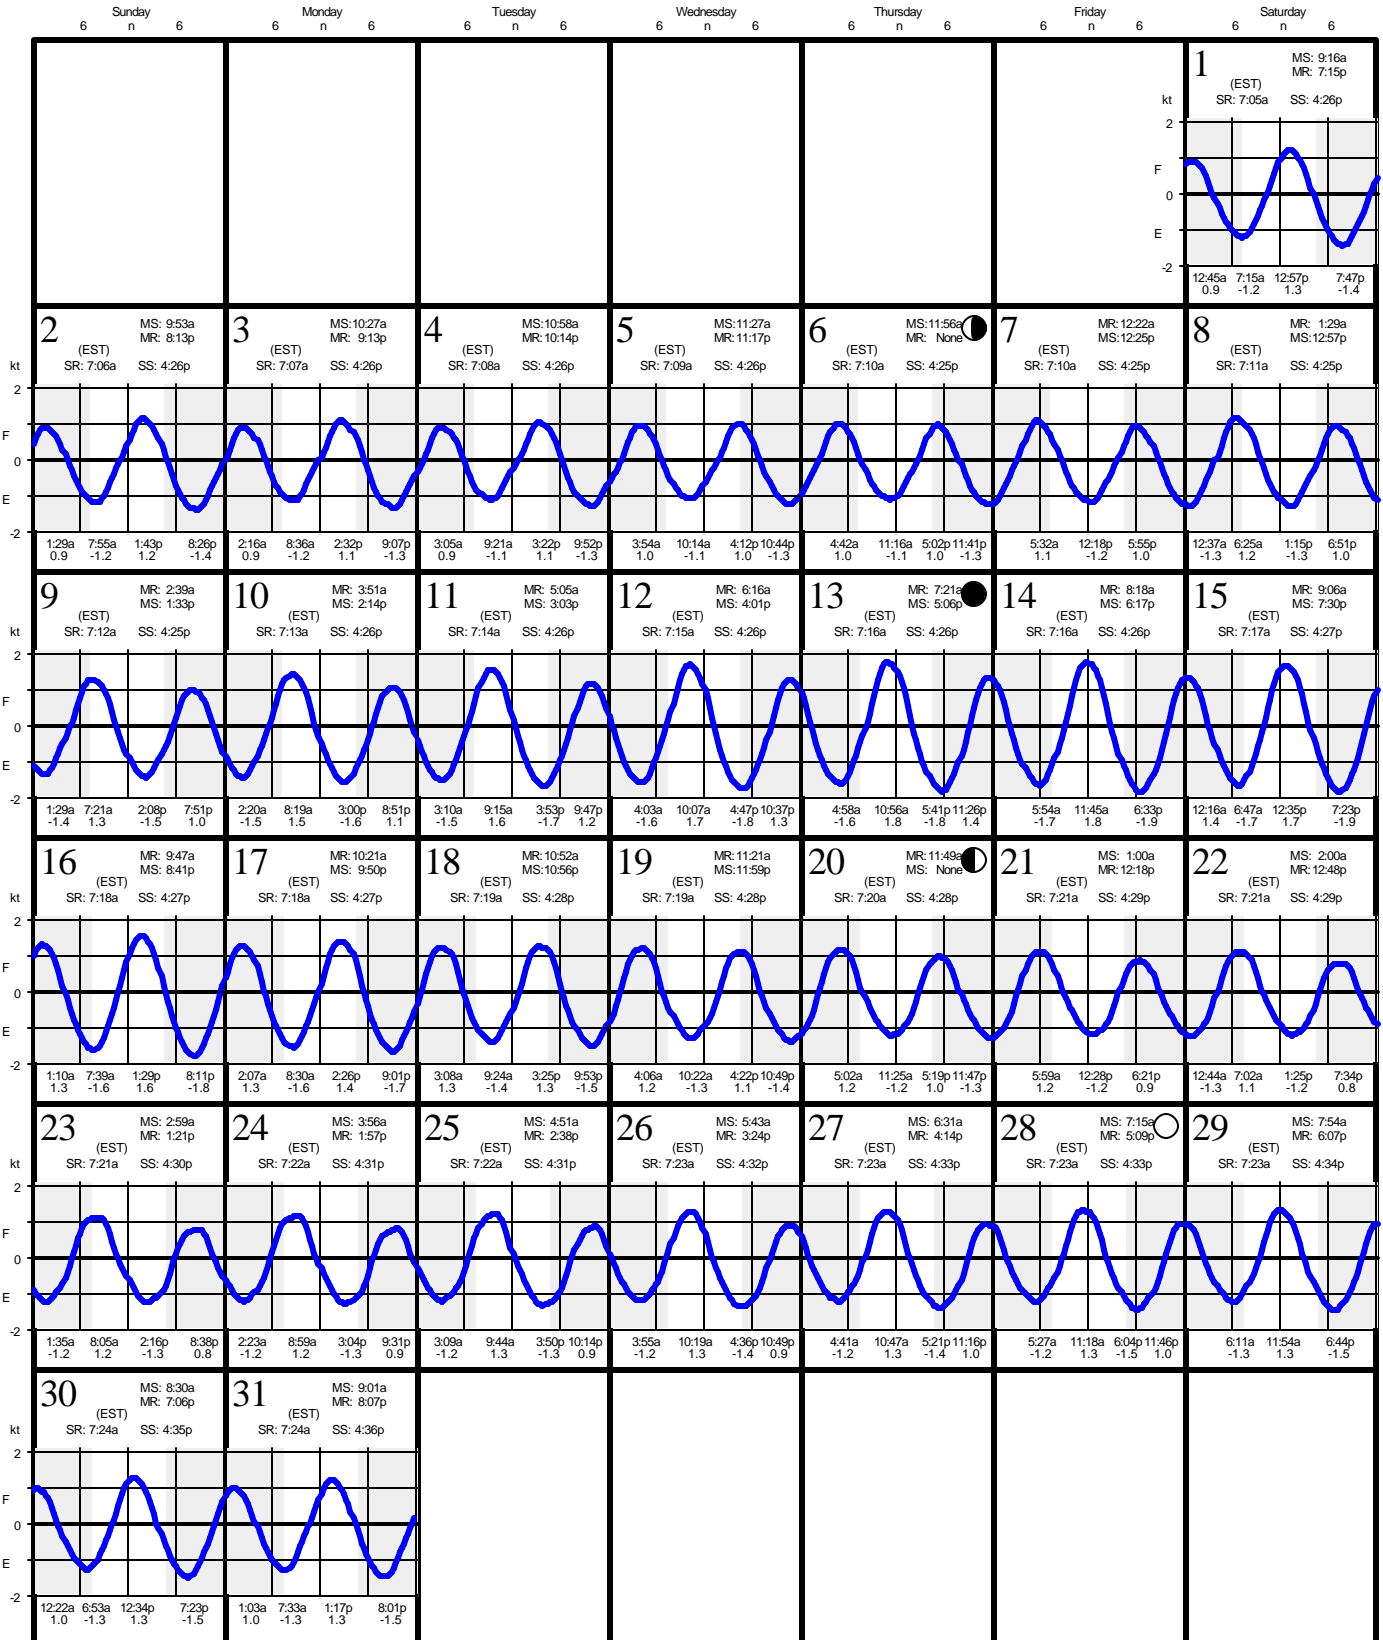 Sunday Monday Tuesday Wednesday Thursday Friday Saturday
6 n 6 6 n 6 6 n 6 6 n 6 6 n 6 6 n 6 6 n 6
1
MS: 9:16a
MR: 7:15p
(EST)
SR: 7:05a SS: 4:26p
kt
2
F
0
E
-2
12:45a 7:15a 12:57p 7:47p
0.9 -1.2 1.3 -1.4
2
MS: 9:53a
MR: 8:13p
(EST)
SR: 7:06a SS: 4:26p
kt
2
F
0
E
-2
1:29a 7:55a 1:43p 8:26p
0.9 -1.2 1.2 -1.4
3
MS:10:27a
MR: 9:13p
(EST)
SR: 7:07a SS: 4:26p
2:16a 8:36a 2:32p 9:07p
0.9 -1.2 1.1 -1.3
4
MS:10:58a
MR:10:14p
(EST)
SR: 7:08a SS: 4:26p
3:05a 9:21a 3:22p 9:52p
0.9 -1.1 1.1 -1.3
5
MS:11:27a
MR:11:17p
(EST)
SR: 7:09a SS: 4:26p
3:54a 10:14a 4:12p 10:44p
1.0 -1.1 1.0 -1.3
6
MS:11:56a
MR: None
(EST)
SR: 7:10a SS: 4:25p
4:42a 11:16a 5:02p 11:41p
1.0 -1.1 1.0 -1.3
7
MR:12:22a
MS:12:25p
(EST)
SR: 7:10a SS: 4:25p
5:32a 12:18p 5:55p
1.1 -1.2 1.0
8
MR: 1:29a
MS:12:57p
(EST)
SR: 7:11a SS: 4:25p
12:37a 6:25a 1:15p 6:51p
-1.3 1.2 -1.3 1.0
9
MR: 2:39a
MS: 1:33p
(EST)
SR: 7:12a SS: 4:25p
kt
2
F
0
E
-2
1:29a 7:21a 2:08p 7:51p
-1.4 1.3 -1.5 1.0
10
MR: 3:51a
MS: 2:14p
(EST)
SR: 7:13a SS: 4:26p
2:20a 8:19a 3:00p 8:51p
-1.5 1.5 -1.6 1.1
11
MR: 5:05a
MS: 3:03p
(EST)
SR: 7:14a SS: 4:26p
3:10a 9:15a 3:53p 9:47p
-1.5 1.6 -1.7 1.2
12
MR: 6:16a
MS: 4:01p
(EST)
SR: 7:15a SS: 4:26p
4:03a 10:07a 4:47p 10:37p
-1.6 1.7 -1.8 1.3
13
MR: 7:21a
MS: 5:06p
(EST)
SR: 7:16a SS: 4:26p
4:58a 10:56a 5:41p 11:26p
-1.6 1.8 -1.8 1.4
14
MR: 8:18a
MS: 6:17p
(EST)
SR: 7:16a SS: 4:26p
5:54a 11:45a 6:33p
-1.7 1.8 -1.9
15
MR: 9:06a
MS: 7:30p
(EST)
SR: 7:17a SS: 4:27p
12:16a 6:47a 12:35p 7:23p
1.4 -1.7 1.7 -1.9
16
MR: 9:47a
MS: 8:41p
(EST)
SR: 7:18a SS: 4:27p
kt
2
F
0
E
-2
1:10a 7:39a 1:29p 8:11p
1.3 -1.6 1.6 -1.8
17
MR:10:21a
MS: 9:50p
(EST)
SR: 7:18a SS: 4:27p
2:07a 8:30a 2:26p 9:01p
1.3 -1.6 1.4 -1.7
18
MR:10:52a
MS:10:56p
(EST)
SR: 7:19a SS: 4:28p
3:08a 9:24a 3:25p 9:53p
1.3 -1.4 1.3 -1.5
19
MR:11:21a
MS:11:59p
(EST)
SR: 7:19a SS: 4:28p
4:06a 10:22a 4:22p 10:49p
1.2 -1.3 1.1 -1.4
20
MR:11:49a
MS: None
(EST)
SR: 7:20a SS: 4:28p
5:02a 11:25a 5:19p 11:47p
1.2 -1.2 1.0 -1.3
21
MS: 1:00a
MR:12:18p
(EST)
SR: 7:21a SS: 4:29p
5:59a 12:28p 6:21p
1.2 -1.2 0.9
22
MS: 2:00a
MR:12:48p
(EST)
SR: 7:21a SS: 4:29p
12:44a 7:02a 1:25p 7:34p
-1.3 1.1 -1.2 0.8
23
MS: 2:59a
MR: 1:21p
(EST)
SR: 7:21a SS: 4:30p
kt
2
F
0
E
-2
1:35a 8:05a 2:16p 8:38p
-1.2 1.2 -1.3 0.8
24
MS: 3:56a
MR: 1:57p
(EST)
SR: 7:22a SS: 4:31p
2:23a 8:59a 3:04p 9:31p
-1.2 1.2 -1.3 0.9
25
MS: 4:51a
MR: 2:38p
(EST)
SR: 7:22a SS: 4:31p
3:09a 9:44a 3:50p 10:14p
-1.2 1.3 -1.3 0.9
26
MS: 5:43a
MR: 3:24p
(EST)
SR: 7:23a SS: 4:32p
3:55a 10:19a 4:36p 10:49p
-1.2 1.3 -1.4 0.9
27
MS: 6:31a
MR: 4:14p
(EST)
SR: 7:23a SS: 4:33p
4:41a 10:47a 5:21p 11:16p
-1.2 1.3 -1.4 1.0
28
MS: 7:15a
MR: 5:09p
(EST)
SR: 7:23a SS: 4:33p
5:27a 11:18a 6:04p 11:46p
-1.2 1.3 -1.5 1.0
29
MS: 7:54a
MR: 6:07p
(EST)
SR: 7:23a SS: 4:34p
6:11a 11:54a 6:44p
-1.3 1.3 -1.5
30
MS: 8:30a
MR: 7:06p
(EST)
SR: 7:24a SS: 4:35p
kt
2
F
0
E
-2
12:22a 6:53a 12:34p 7:23p
1.0 -1.3 1.3 -1.5
31
MS: 9:01a
MR: 8:07p
(EST)
SR: 7:24a SS: 4:36p
1:03a 7:33a 1:17p 8:01p
1.0 -1.3 1.3 -1.5